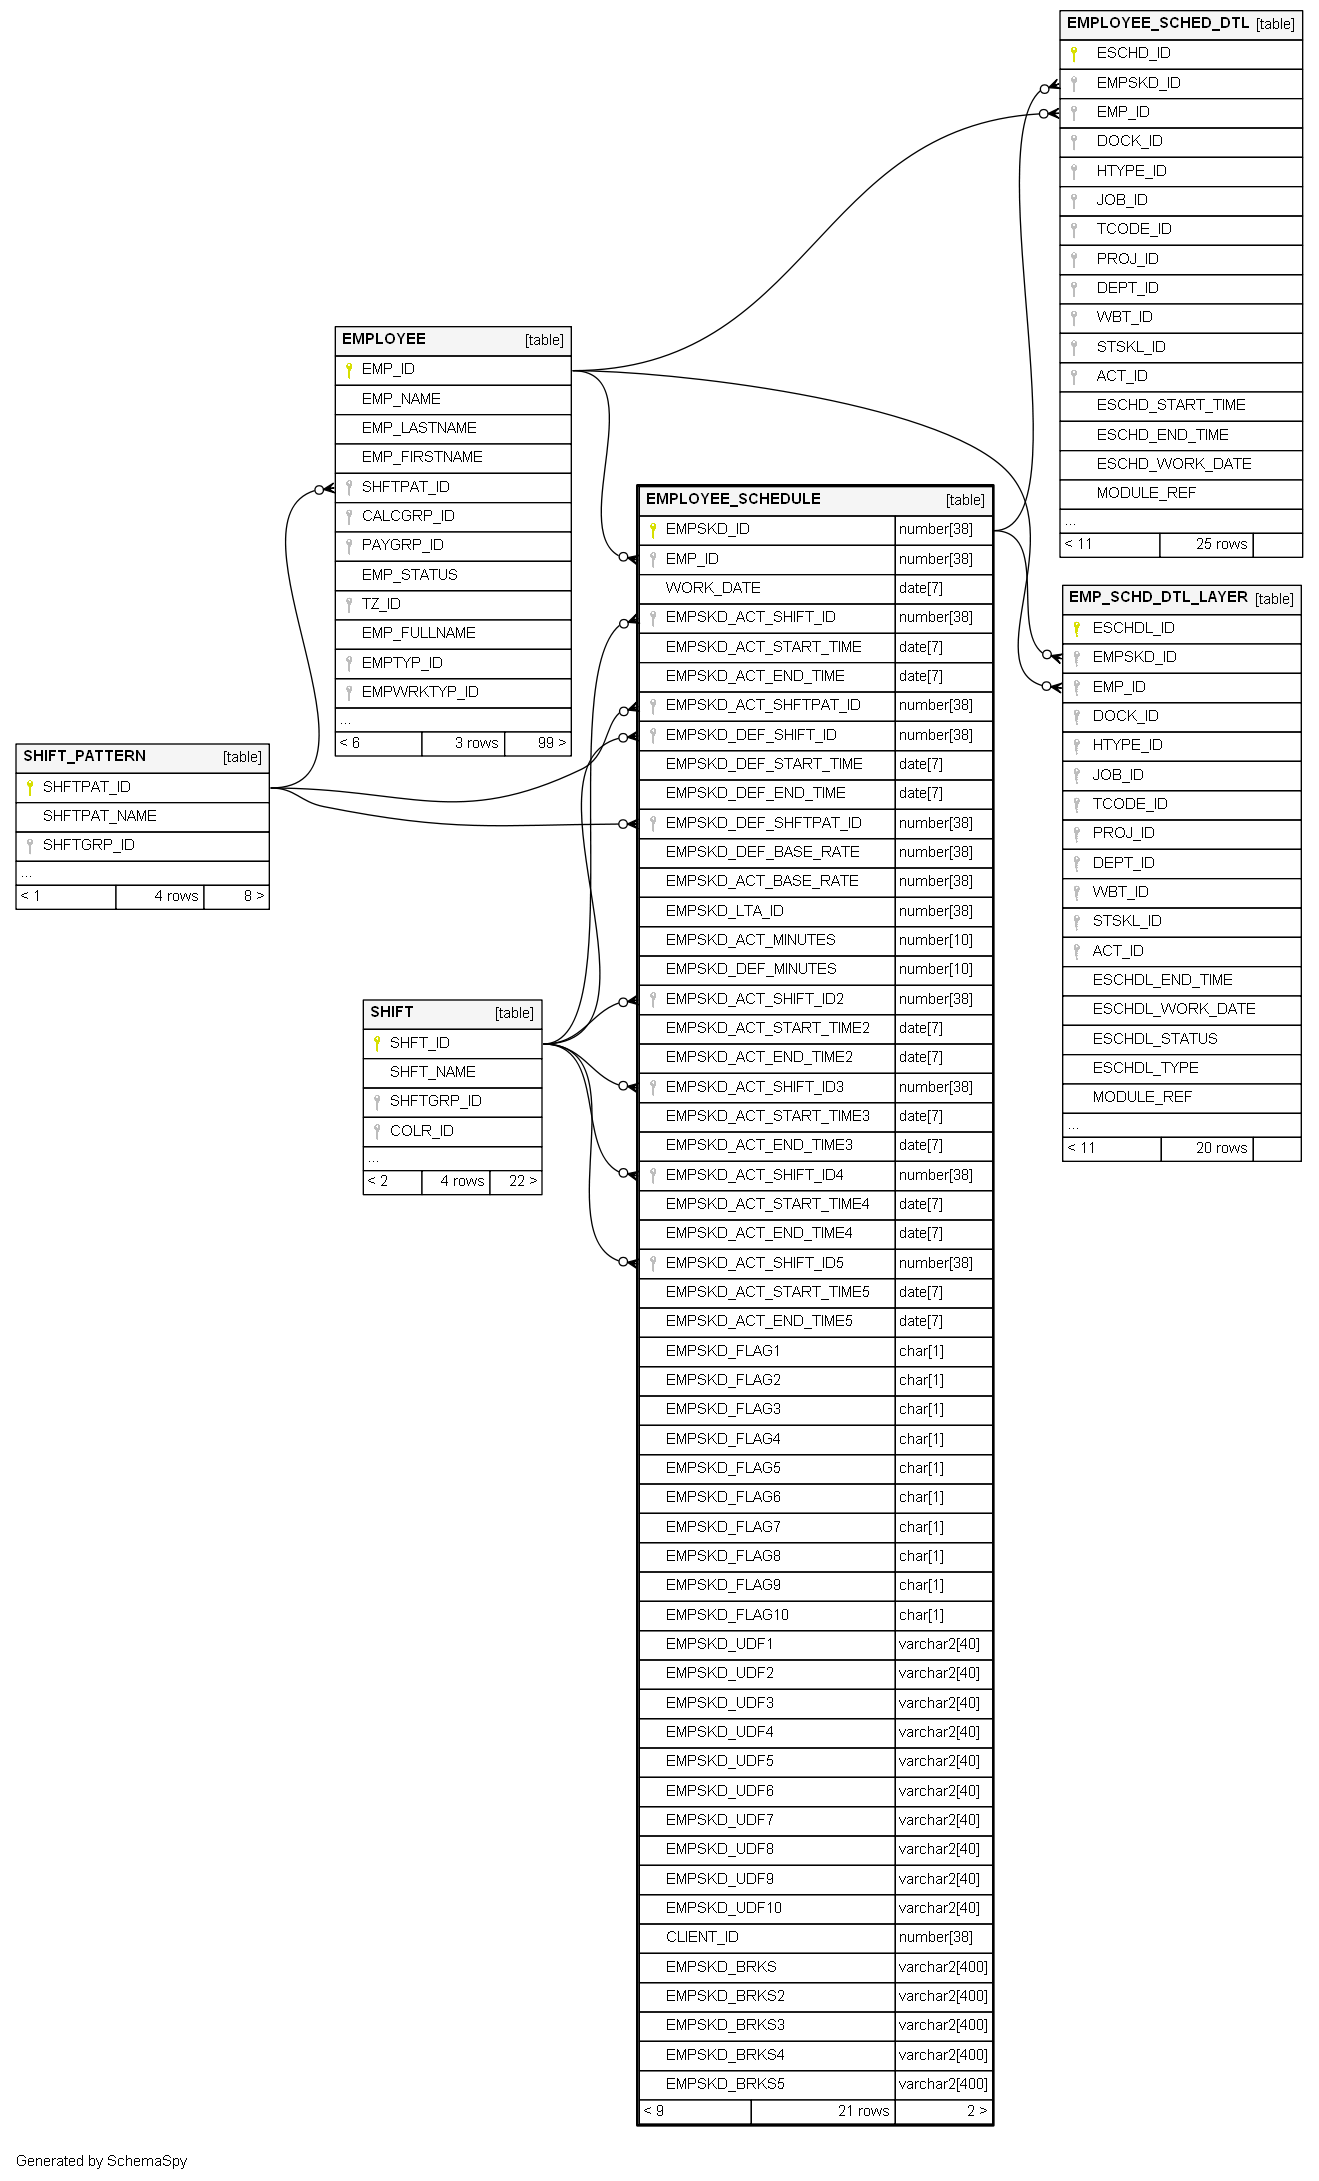 EMPLOYEE_SCHED_DTL [table]
ESCHD_ID
EMPSKD_ID
EMP_ID
DOCK_ID
HTYPE_ID
JOB_ID
TCODE_ID
PROJ_ID
DEPT_ID
WBT_ID
STSKL_ID
ACT_ID
ESCHD_START_TIME
ESCHD_END_TIME
ESCHD_WORK_DATE
MODULE_REF
...
< 11 25 rows
EMPLOYEE [table]
EMP_ID
EMP_NAME
EMP_LASTNAME
EMP_FIRSTNAME
SHFTPAT_ID
CALCGRP_ID
PAYGRP_ID
EMP_STATUS
TZ_ID
EMP_FULLNAME
EMPTYP_ID
EMPWRKTYP_ID
...
< 6 3 rows 99 >
EMPLOYEE_SCHEDULE [table]
EMPSKD_ID number[38]
EMP_ID number[38]
WORK_DATE date[7]
EMPSKD_ACT_SHIFT_ID number[38]
EMPSKD_ACT_START_TIME date[7]
EMPSKD_ACT_END_TIME date[7]
EMPSKD_ACT_SHFTPAT_ID number[38]
EMPSKD_DEF_SHIFT_ID number[38]
EMPSKD_DEF_START_TIME date[7]
EMPSKD_DEF_END_TIME date[7]
EMPSKD_DEF_SHFTPAT_ID number[38]
EMPSKD_DEF_BASE_RATE number[38]
EMPSKD_ACT_BASE_RATE number[38]
EMPSKD_LTA_ID number[38]
EMPSKD_ACT_MINUTES number[10]
EMPSKD_DEF_MINUTES number[10]
EMPSKD_ACT_SHIFT_ID2 number[38]
EMPSKD_ACT_START_TIME2 date[7]
EMPSKD_ACT_END_TIME2 date[7]
EMPSKD_ACT_SHIFT_ID3 number[38]
EMPSKD_ACT_START_TIME3 date[7]
EMPSKD_ACT_END_TIME3 date[7]
EMPSKD_ACT_SHIFT_ID4 number[38]
EMPSKD_ACT_START_TIME4 date[7]
EMPSKD_ACT_END_TIME4 date[7]
EMPSKD_ACT_SHIFT_ID5 number[38]
EMPSKD_ACT_START_TIME5 date[7]
EMPSKD_ACT_END_TIME5 date[7]
EMPSKD_FLAG1 char[1]
EMPSKD_FLAG2 char[1]
EMPSKD_FLAG3 char[1]
EMPSKD_FLAG4 char[1]
EMPSKD_FLAG5 char[1]
EMPSKD_FLAG6 char[1]
EMPSKD_FLAG7 char[1]
EMPSKD_FLAG8 char[1]
EMPSKD_FLAG9 char[1]
EMPSKD_FLAG10 char[1]
EMPSKD_UDF1 varchar2[40]
EMPSKD_UDF2 varchar2[40]
EMPSKD_UDF3 varchar2[40]
EMPSKD_UDF4 varchar2[40]
EMPSKD_UDF5 varchar2[40]
EMPSKD_UDF6 varchar2[40]
EMPSKD_UDF7 varchar2[40]
EMPSKD_UDF8 varchar2[40]
EMPSKD_UDF9 varchar2[40]
EMPSKD_UDF10 varchar2[40]
CLIENT_ID number[38]
EMPSKD_BRKS varchar2[400]
EMPSKD_BRKS2 varchar2[400]
EMPSKD_BRKS3 varchar2[400]
EMPSKD_BRKS4 varchar2[400]
EMPSKD_BRKS5 varchar2[400]
< 9 21 rows 2 >
EMP_SCHD_DTL_LAYER [table]
ESCHDL_ID
EMPSKD_ID
EMP_ID
DOCK_ID
HTYPE_ID
JOB_ID
TCODE_ID
PROJ_ID
DEPT_ID
WBT_ID
STSKL_ID
ACT_ID
ESCHDL_END_TIME
ESCHDL_WORK_DATE
ESCHDL_STATUS
ESCHDL_TYPE
MODULE_REF
...
< 11 20 rows
SHIFT_PATTERN [table]
SHFTPAT_ID
SHFTPAT_NAME
SHFTGRP_ID
...
< 1 4 rows 8 >
SHIFT [table]
SHFT_ID
SHFT_NAME
SHFTGRP_ID
COLR_ID
...
< 2 4 rows 22 >
Generated by SchemaSpy